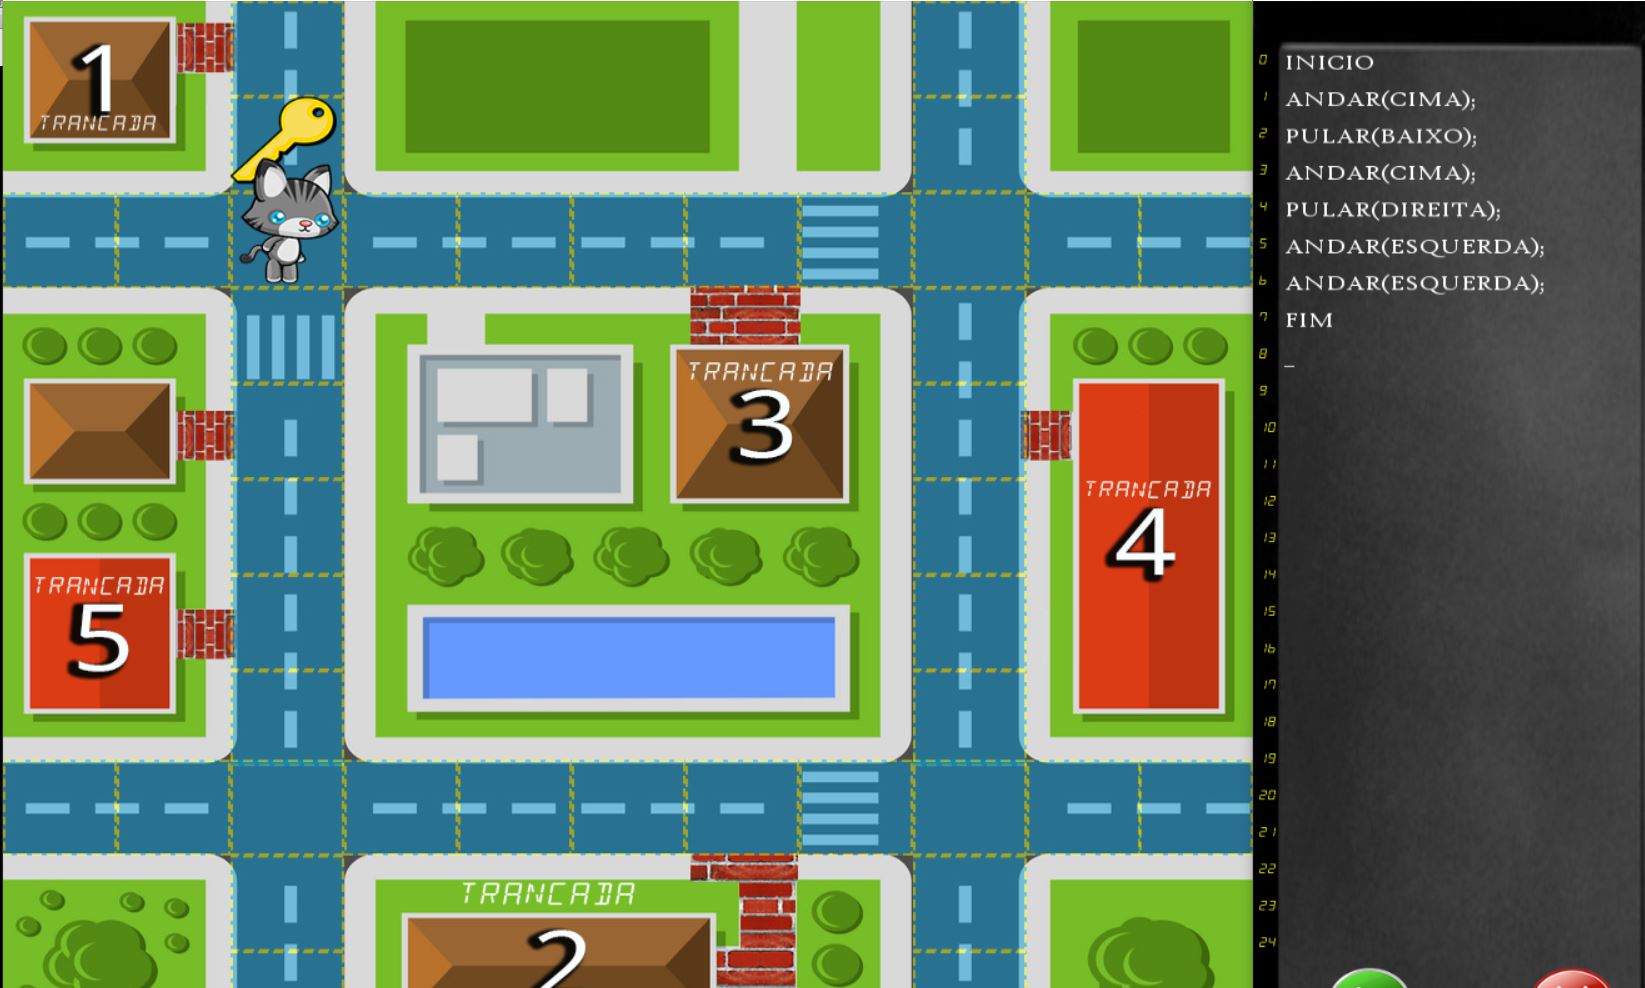 1
TRANCADA
TRANCADA
3
TRANCADA
4
TRANCADA
5
TRANCADA
2
0 INICIO
1 ANDAR(CIMA);
2 PULAR(BAIXO);
3 ANDAR(CIMA);
4 PULAR(DIREITA);
5 ANDAR(ESQUERDA);
6 ANDAR(ESQUERDA);
7 FIM
8 _
9
10
11
12
13
14
15
16
17
18
19
20
21
22
23
24